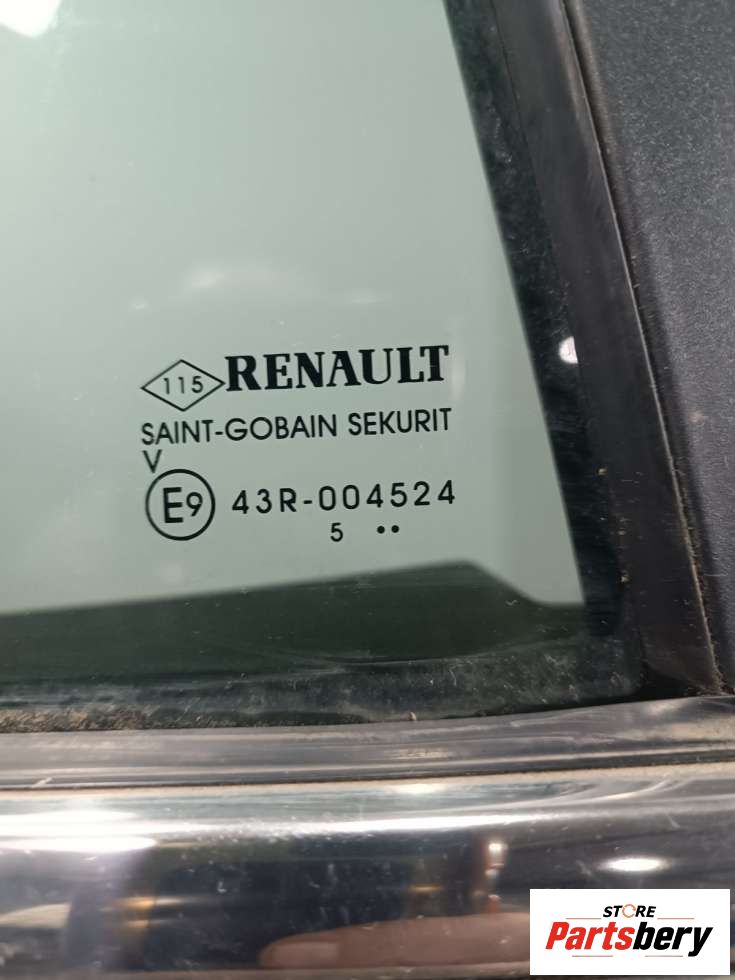 115 RENAULT
SAINT-GOBAIN SEKURIT
V
E9 43R-004524
5 ••
STORE
Partsbery